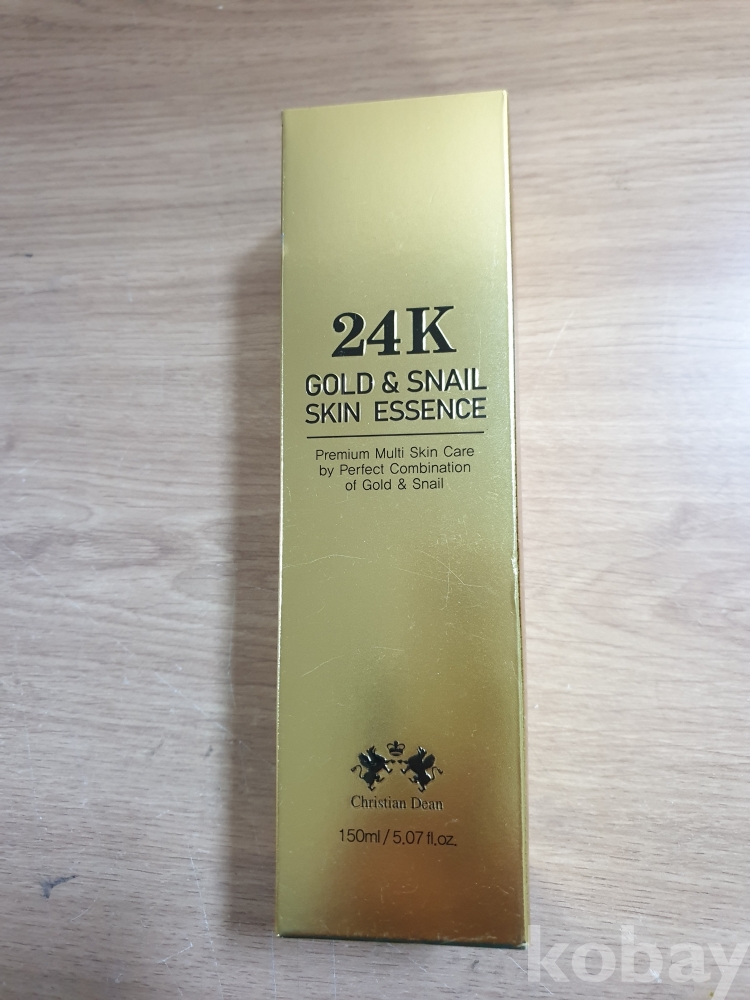 24K
GOLD & SNAIL
SKIN ESSENCE
Premium Multi Skin Care
by Perfect Combination
of Gold & Snail
Christian Dean
150ml / 5.07 fl.oz.
kobay